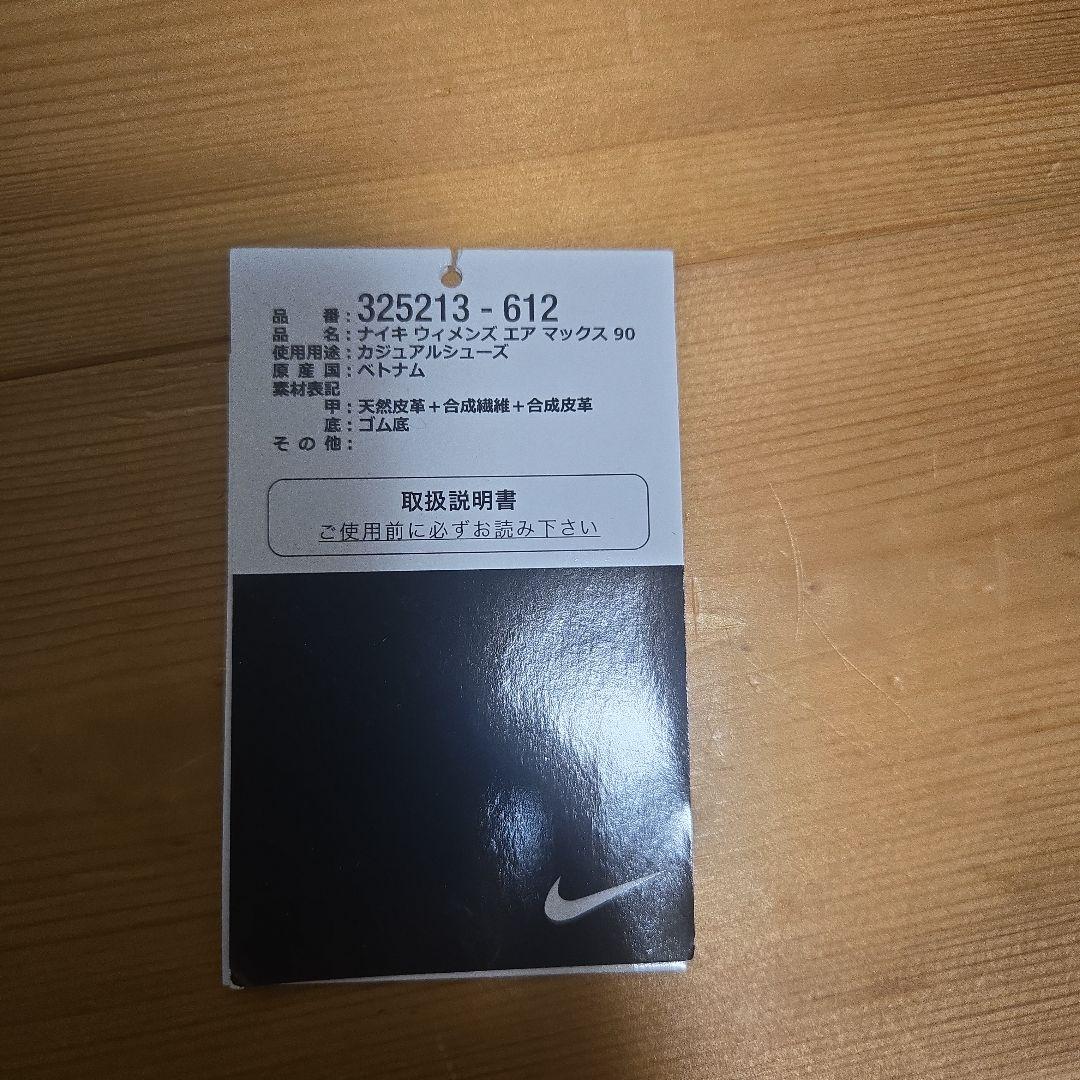 品番：325213 - 612
品名：ナイキ ウィメンズ エア マックス 90
使用用途：カジュアルシューズ
原産国：ベトナム
素材表記
甲：天然皮革＋合成繊維＋合成皮革
底：ゴム底
その他：
取扱説明書
ご使用前に必ずお読み下さい